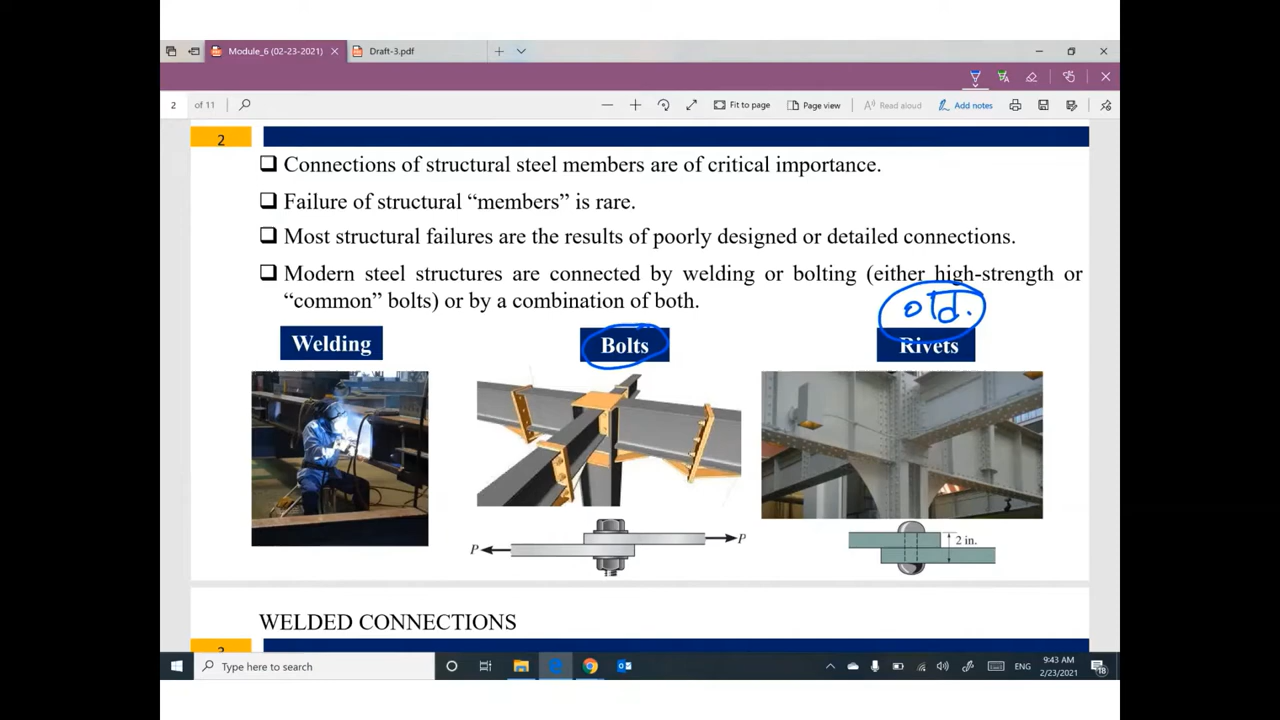 Module_6 (02-23-2021)
Draft-3.pdf
2 of 11
Fit to page
Page view
Read aloud
Add notes
2
❑ Connections of structural steel members are of critical importance.
❑ Failure of structural “members” is rare.
❑ Most structural failures are the results of poorly designed or detailed connections.
❑ Modern steel structures are connected by welding or bolting (either high-strength or
“common” bolts) or by a combination of both.
old.
Welding
Bolts
Rivets
P
P
2 in.
WELDED CONNECTIONS
3
Type here to search
ENG
9:43 AM
2/23/2021
18